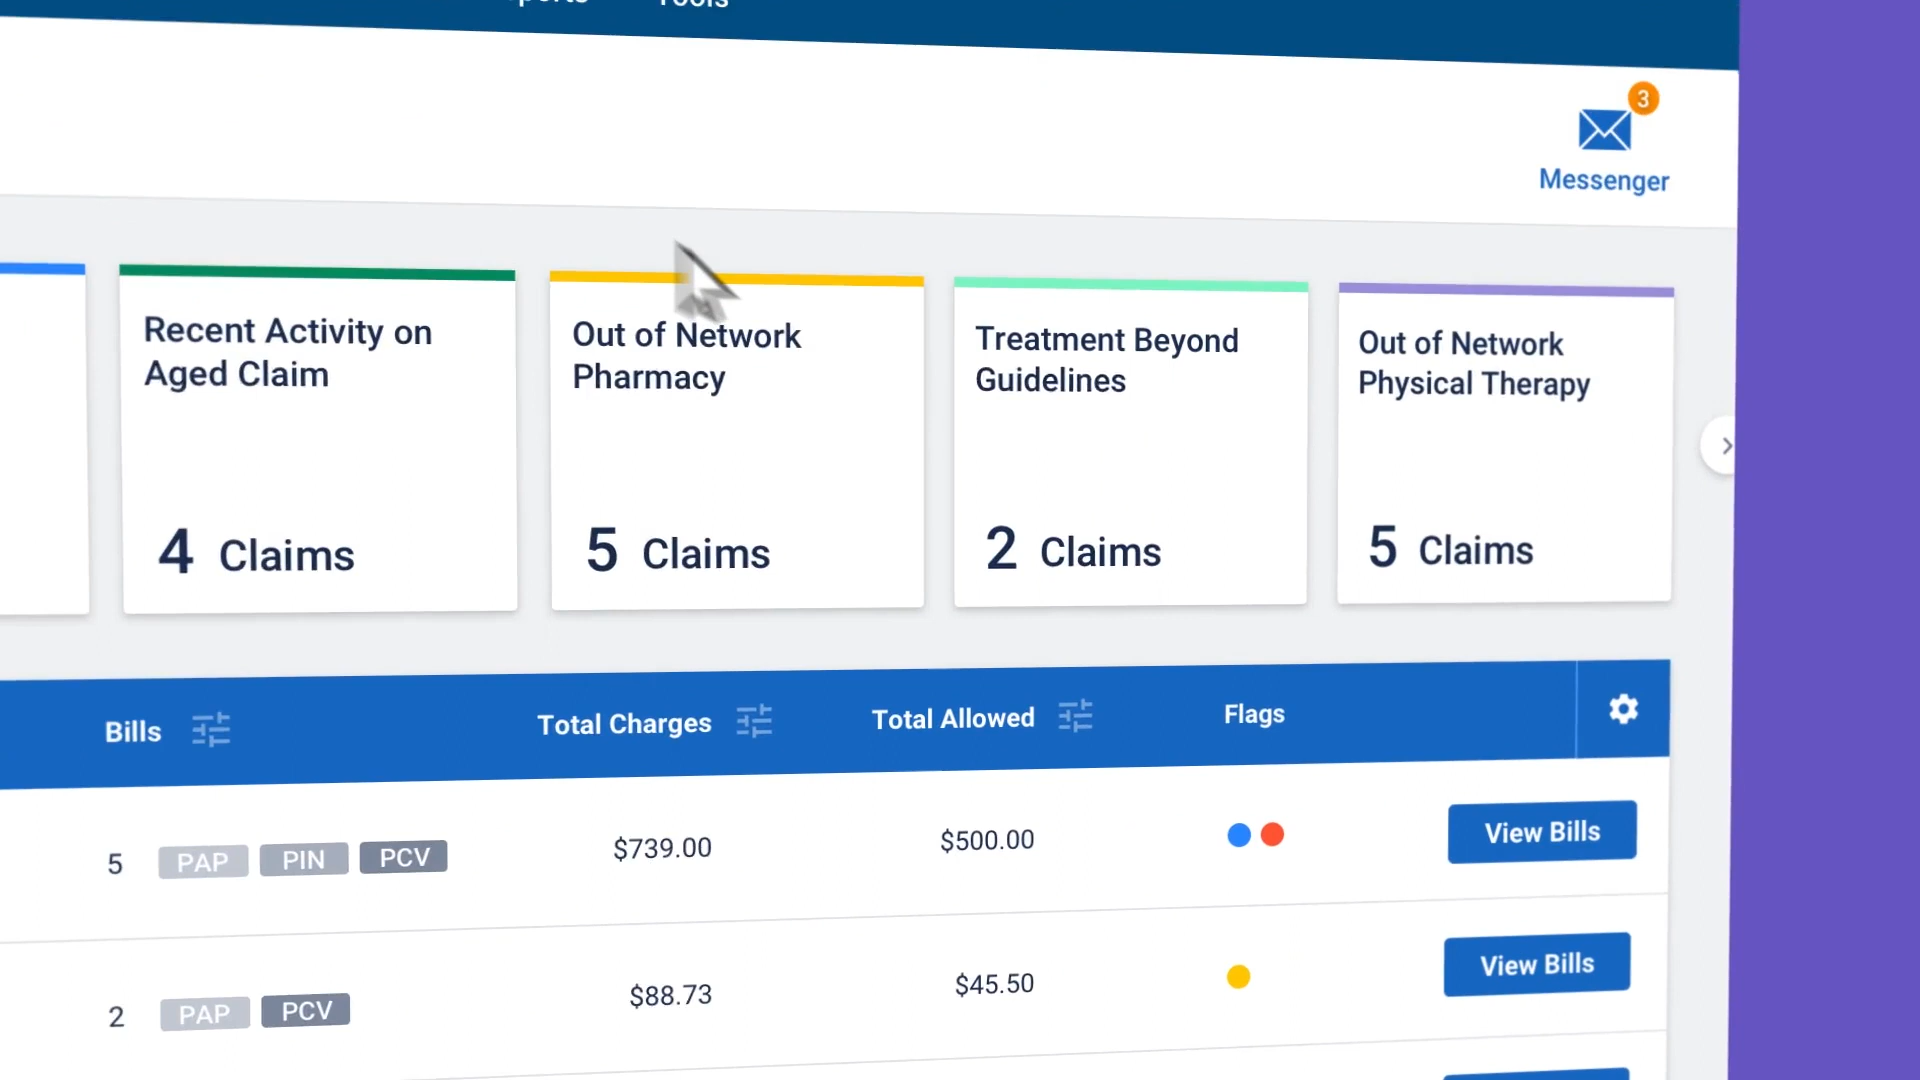 Tools
3
Messenger
Recent Activity on
Aged Claim
4 Claims
Out of Network
Pharmacy
5 Claims
Treatment Beyond
Guidelines
2 Claims
Out of Network
Physical Therapy
5 Claims
Bills Total Charges Total Allowed Flags
5 PAP PIN PCV $739.00 $500.00 View Bills
2 PAP PCV $88.73 $45.50 View Bills